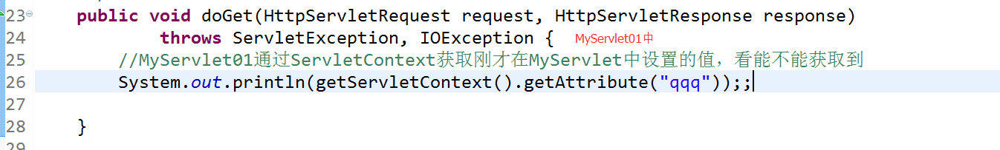 23 public void doGet(HttpServletRequest request, HttpServletResponse response)
24 throws ServletException, IOException { MyServlet01中
25 //MyServlet01通过ServletContext获取刚才在MyServlet中设置的值，看能不能获取到
26 System.out.println(getServletContext().getAttribute("qqq"));;
27
28 }
29